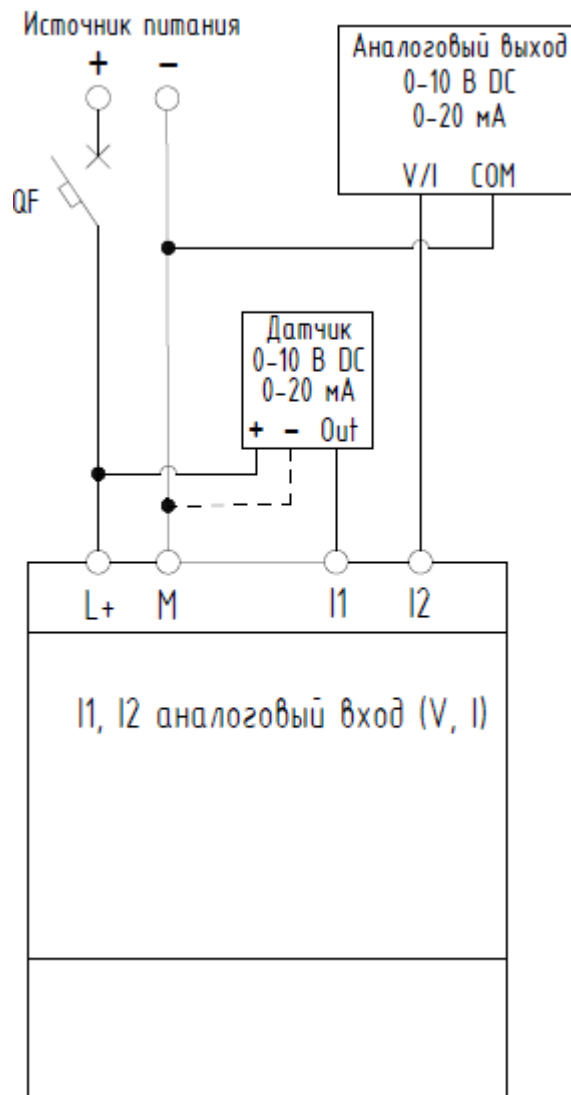 Источник питания
+ −
QF
Аналоговый выход
0-10 В DC
0-20 мА
V/I COM
Датчик
0-10 В DC
0-20 мА
+ − Out
L+ M I1 I2
I1, I2 аналоговый вход (V, I)